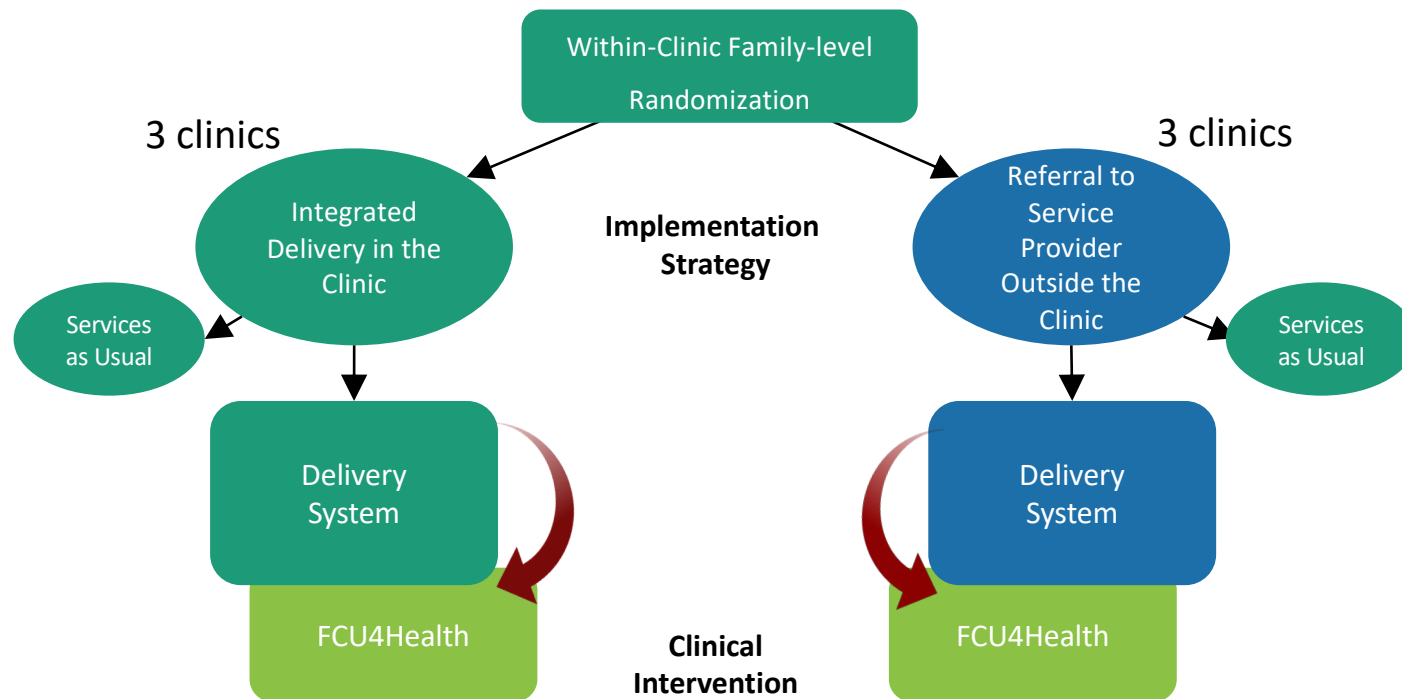 Within-Clinic Family-level
Randomization
3 clinics
3 clinics
Integrated
Delivery in the
Clinic
Implementation
Strategy
Referral to
Service
Provider
Outside the
Clinic
Services
as Usual
Services
as Usual
Delivery
System
Delivery
System
FCU4Health
Clinical
Intervention
FCU4Health